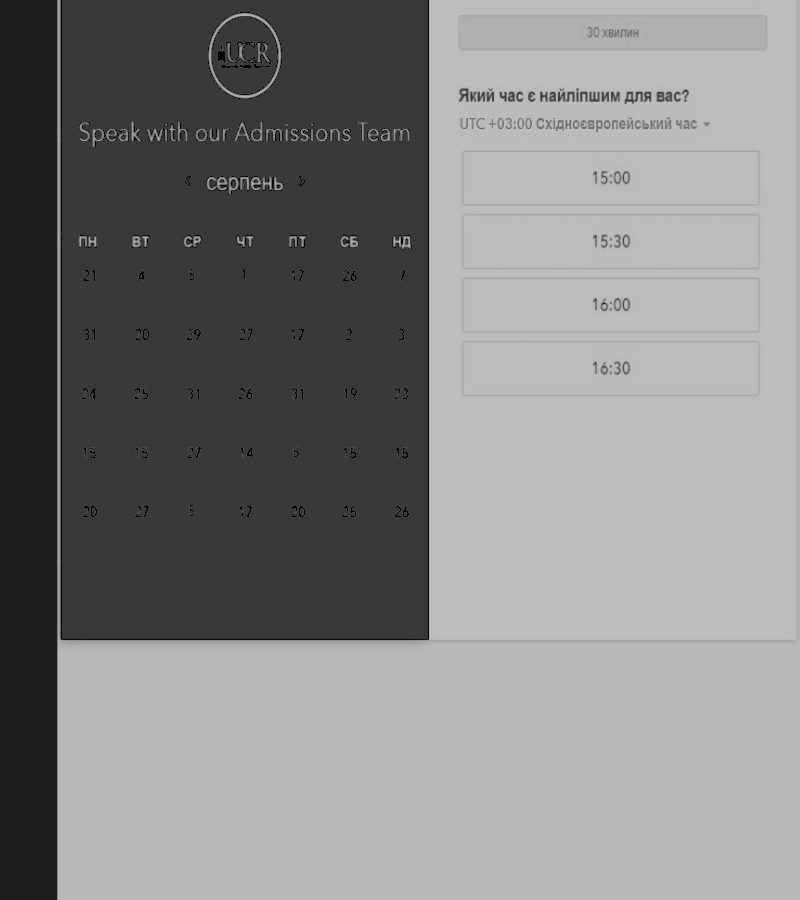 UCR
Speak with our Admissions Team
серпень
ПН ВТ СР ЧТ ПТ СБ НД
21 4 5 1 17 26 7
31 20 29 27 17 2 3
24 25 31 26 31 19
15 15 27 14 5 15 15
20 27 5 17 20 26
30 хвилин
Який час є найліпшим для вас?
UTC +03:00 Східноєвропейський час
15:00
15:30
16:00
16:30